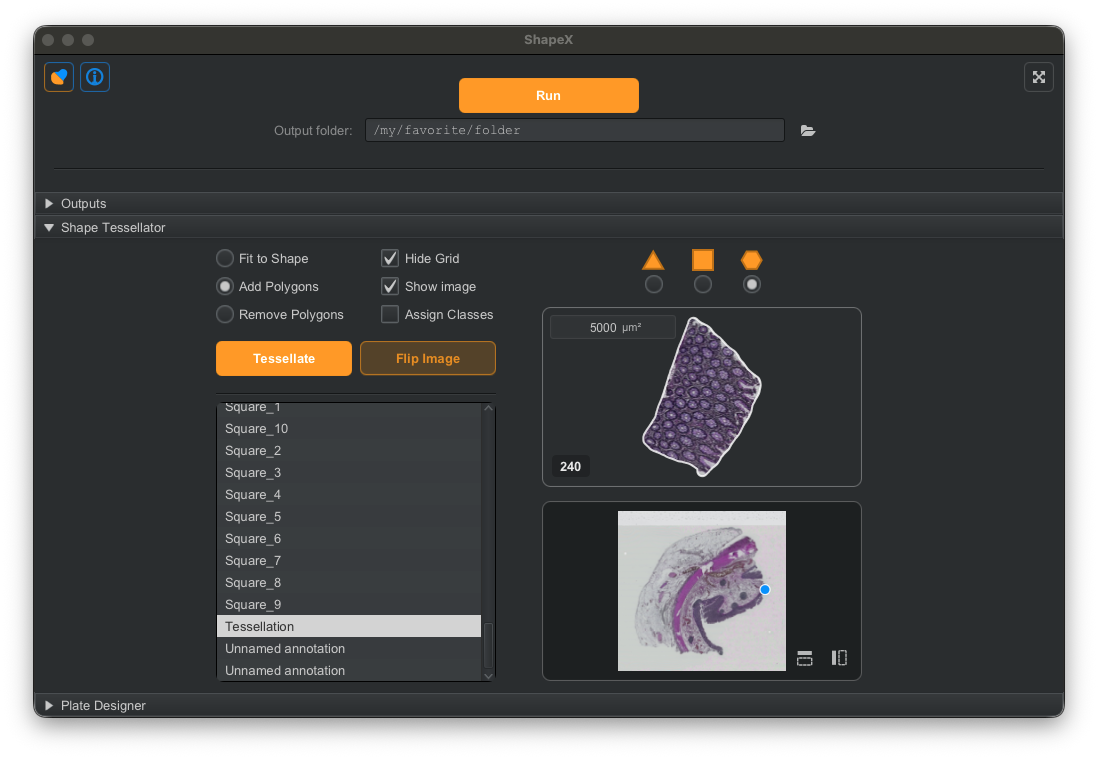 ShapeX
Run
Output folder: /my/favorite/folder
Outputs
Shape Tessellator
Fit to Shape
Hide Grid
Add Polygons
Show image
Remove Polygons
Assign Classes
Tessellate
Flip Image
5000 µm²
240
Square_1
Square_10
Square_2
Square_3
Square_4
Square_5
Square_6
Square_7
Square_8
Square_9
Tessellation
Unnamed annotation
Unnamed annotation
Plate Designer